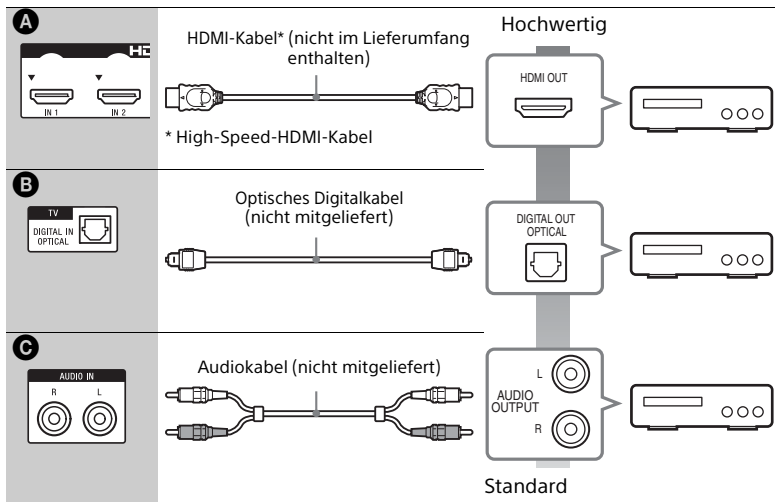 A
HD
IN 1
IN 2
HDMI-Kabel* (nicht im Lieferumfang
enthalten)
* High-Speed-HDMI-Kabel
Hochwertig
HDMI OUT
B
TV
DIGITAL IN
OPTICAL
Optisches Digitalkabel
(nicht mitgeliefert)
DIGITAL OUT
OPTICAL
C
AUDIO IN
R L
Audiokabel (nicht mitgeliefert)
L
AUDIO
OUTPUT
R
Standard